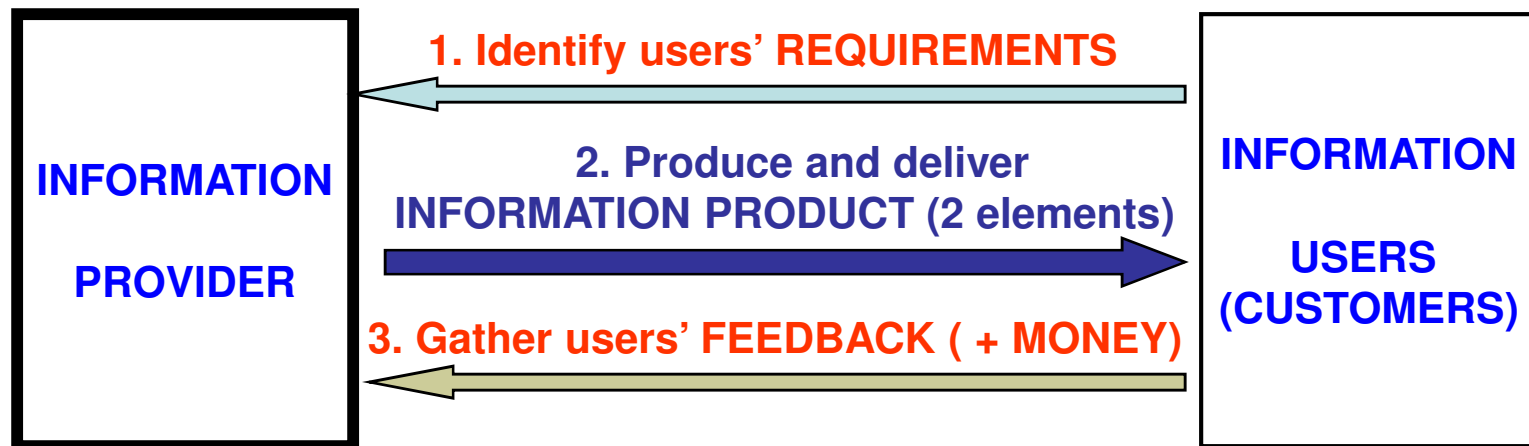 1. Identify users’ REQUIREMENTS
INFORMATION
PROVIDER
2. Produce and deliver
INFORMATION PRODUCT (2 elements)
3. Gather users’ FEEDBACK ( + MONEY)
INFORMATION
USERS
(CUSTOMERS)